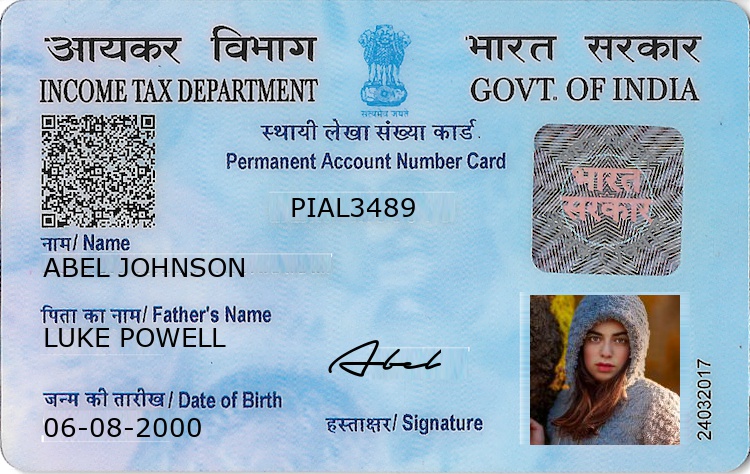 आयकर विभाग
INCOME TAX DEPARTMENT
सत्यमेव जयते
भारत सरकार
GOVT. OF INDIA
स्थायी लेखा संख्या कार्ड
Permanent Account Number Card
PIAL3489
भारत
सरकार
नाम/ Name
ABEL JOHNSON
पिता का नाम/ Father's Name
LUKE POWELL
Abel
जन्म की तारीख / Date of Birth
06-08-2000
हस्ताक्षर/ Signature
24032017